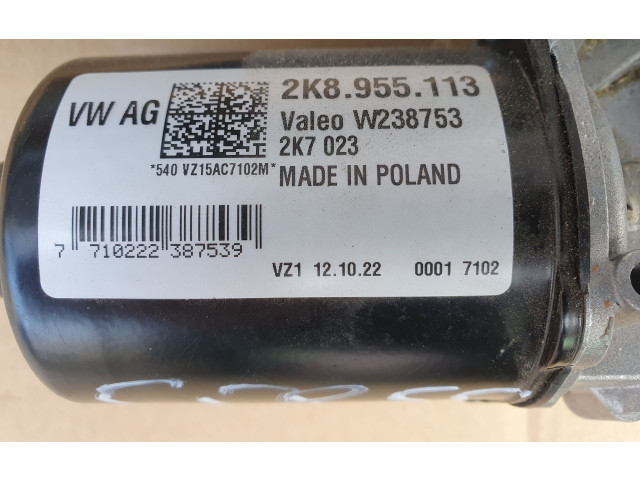 VW AG
2K8.955.113
Valeo W238753
2K7 023
*540 VZ15AC7102M*
MADE IN POLAND
7 710222 387539
VZ1 12.10.22 0001 7102